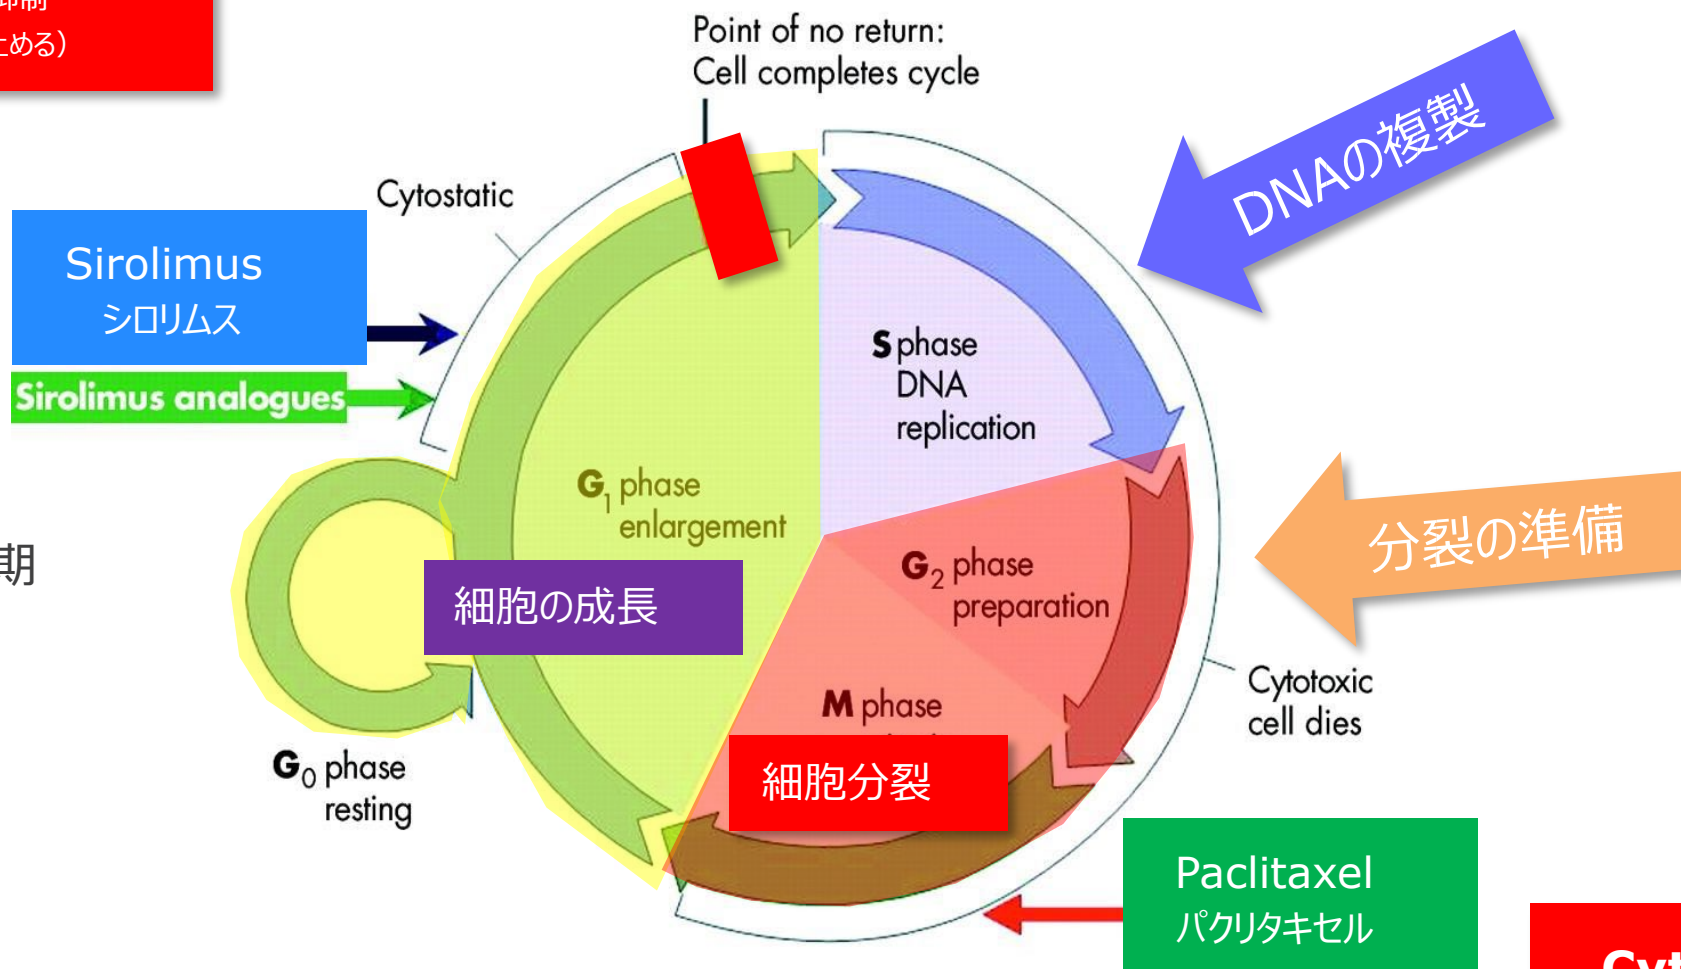 抑制
止める）
Point of no return:
Cell completes cycle
DNAの複製
Cytostatic
Sirolimus
シロリムス
Sirolimus analogues
S phase
DNA
replication
G1 phase
enlargement
期
分裂の準備
細胞の成長
G2 phase
preparation
Cytotoxic
cell dies
M phase
細胞分裂
G0 phase
resting
Paclitaxel
パクリタキセル